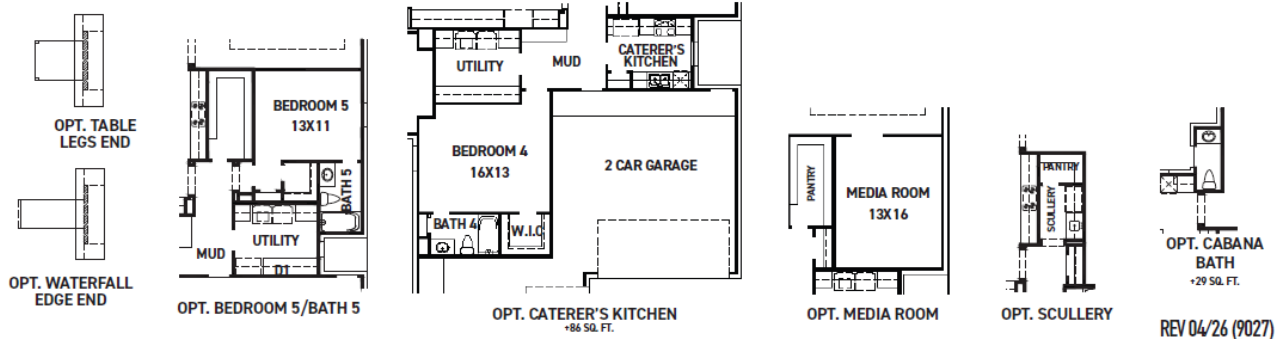 OPT. TABLE
LEGS END
OPT. WATERFALL
EDGE END
BEDROOM 5
13X11
BATH 5
UTILITY
MUD
D1
OPT. BEDROOM 5/BATH 5
UTILITY
MUD
CATERER'S
KITCHEN
BEDROOM 4
16X13
2 CAR GARAGE
BATH 4
W.I.C
OPT. CATERER'S KITCHEN
+86 SQ. FT.
PANTRY
MEDIA ROOM
13X16
OPT. MEDIA ROOM
PANTRY
SCULLERY
OPT. SCULLERY
OPT. CABANA
BATH
+29 SQ. FT.
REV 04/26 (9027)